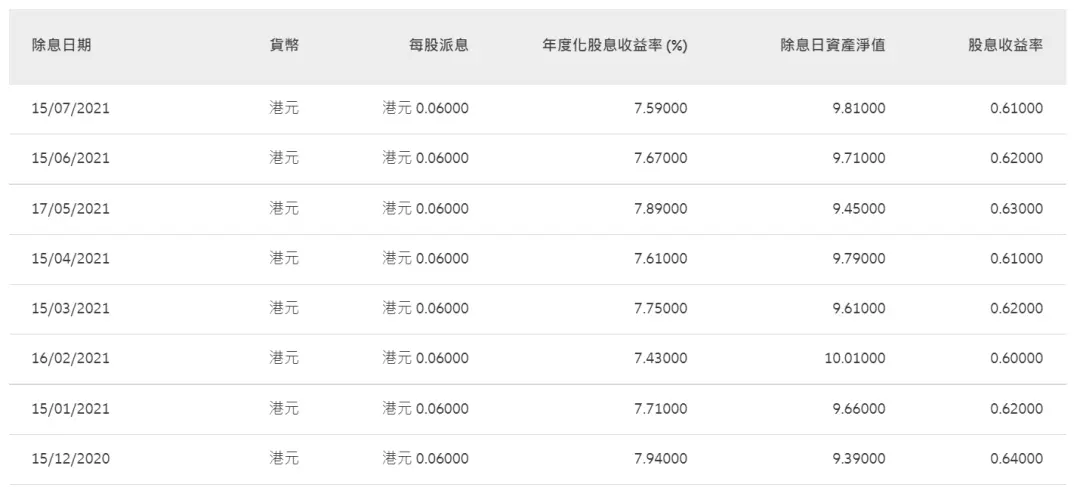 除息日期 貨幣 每股派息 年度化股息收益率 (%) 除息日資產淨值 股息收益率
15/07/2021 港元 港元 0.06000 7.59000 9.81000 0.61000
15/06/2021 港元 港元 0.06000 7.67000 9.71000 0.62000
17/05/2021 港元 港元 0.06000 7.89000 9.45000 0.63000
15/04/2021 港元 港元 0.06000 7.61000 9.79000 0.61000
15/03/2021 港元 港元 0.06000 7.75000 9.61000 0.62000
16/02/2021 港元 港元 0.06000 7.43000 10.01000 0.60000
15/01/2021 港元 港元 0.06000 7.71000 9.66000 0.62000
15/12/2020 港元 港元 0.06000 7.94000 9.39000 0.64000